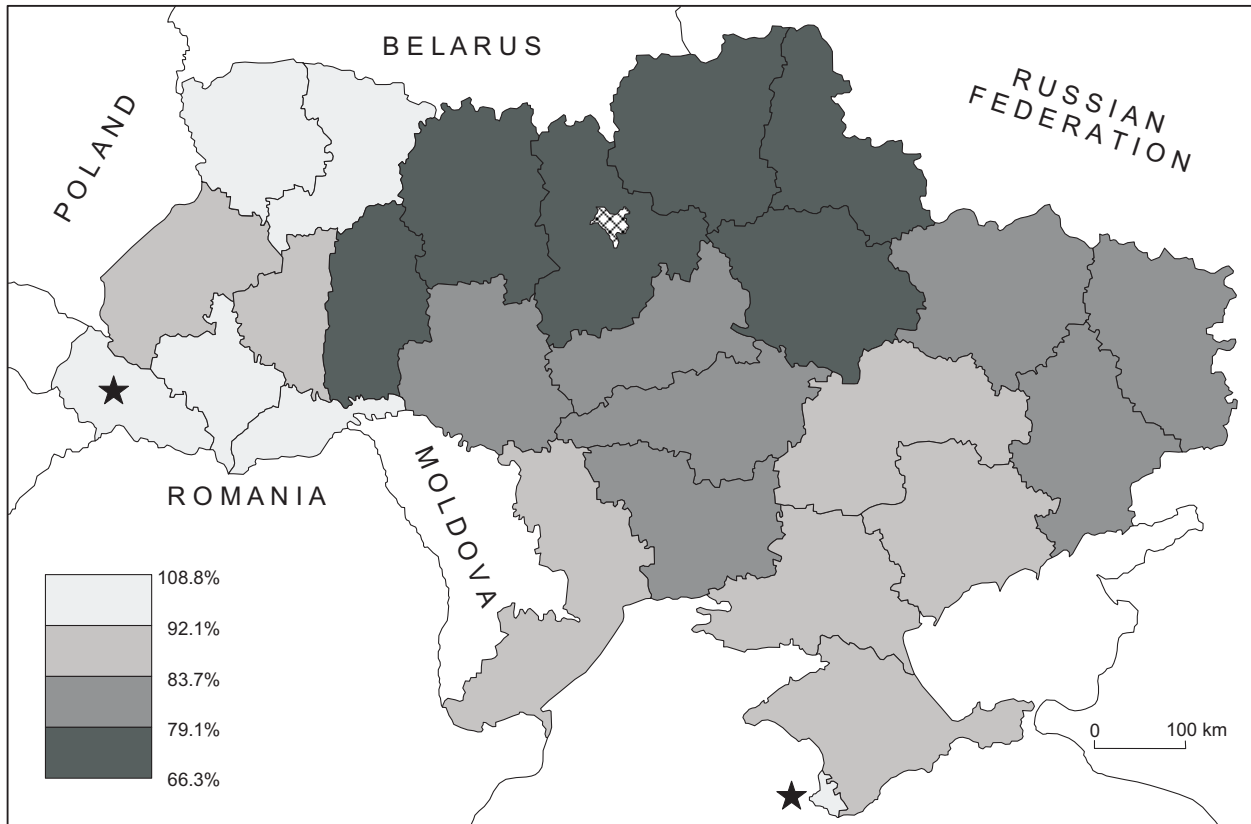 BELARUS
RUSSIAN
FEDERATION
POLAND
MOLDOVA
ROMANIA
108.8%
92.1%
83.7%
79.1%
66.3%
0 100 km